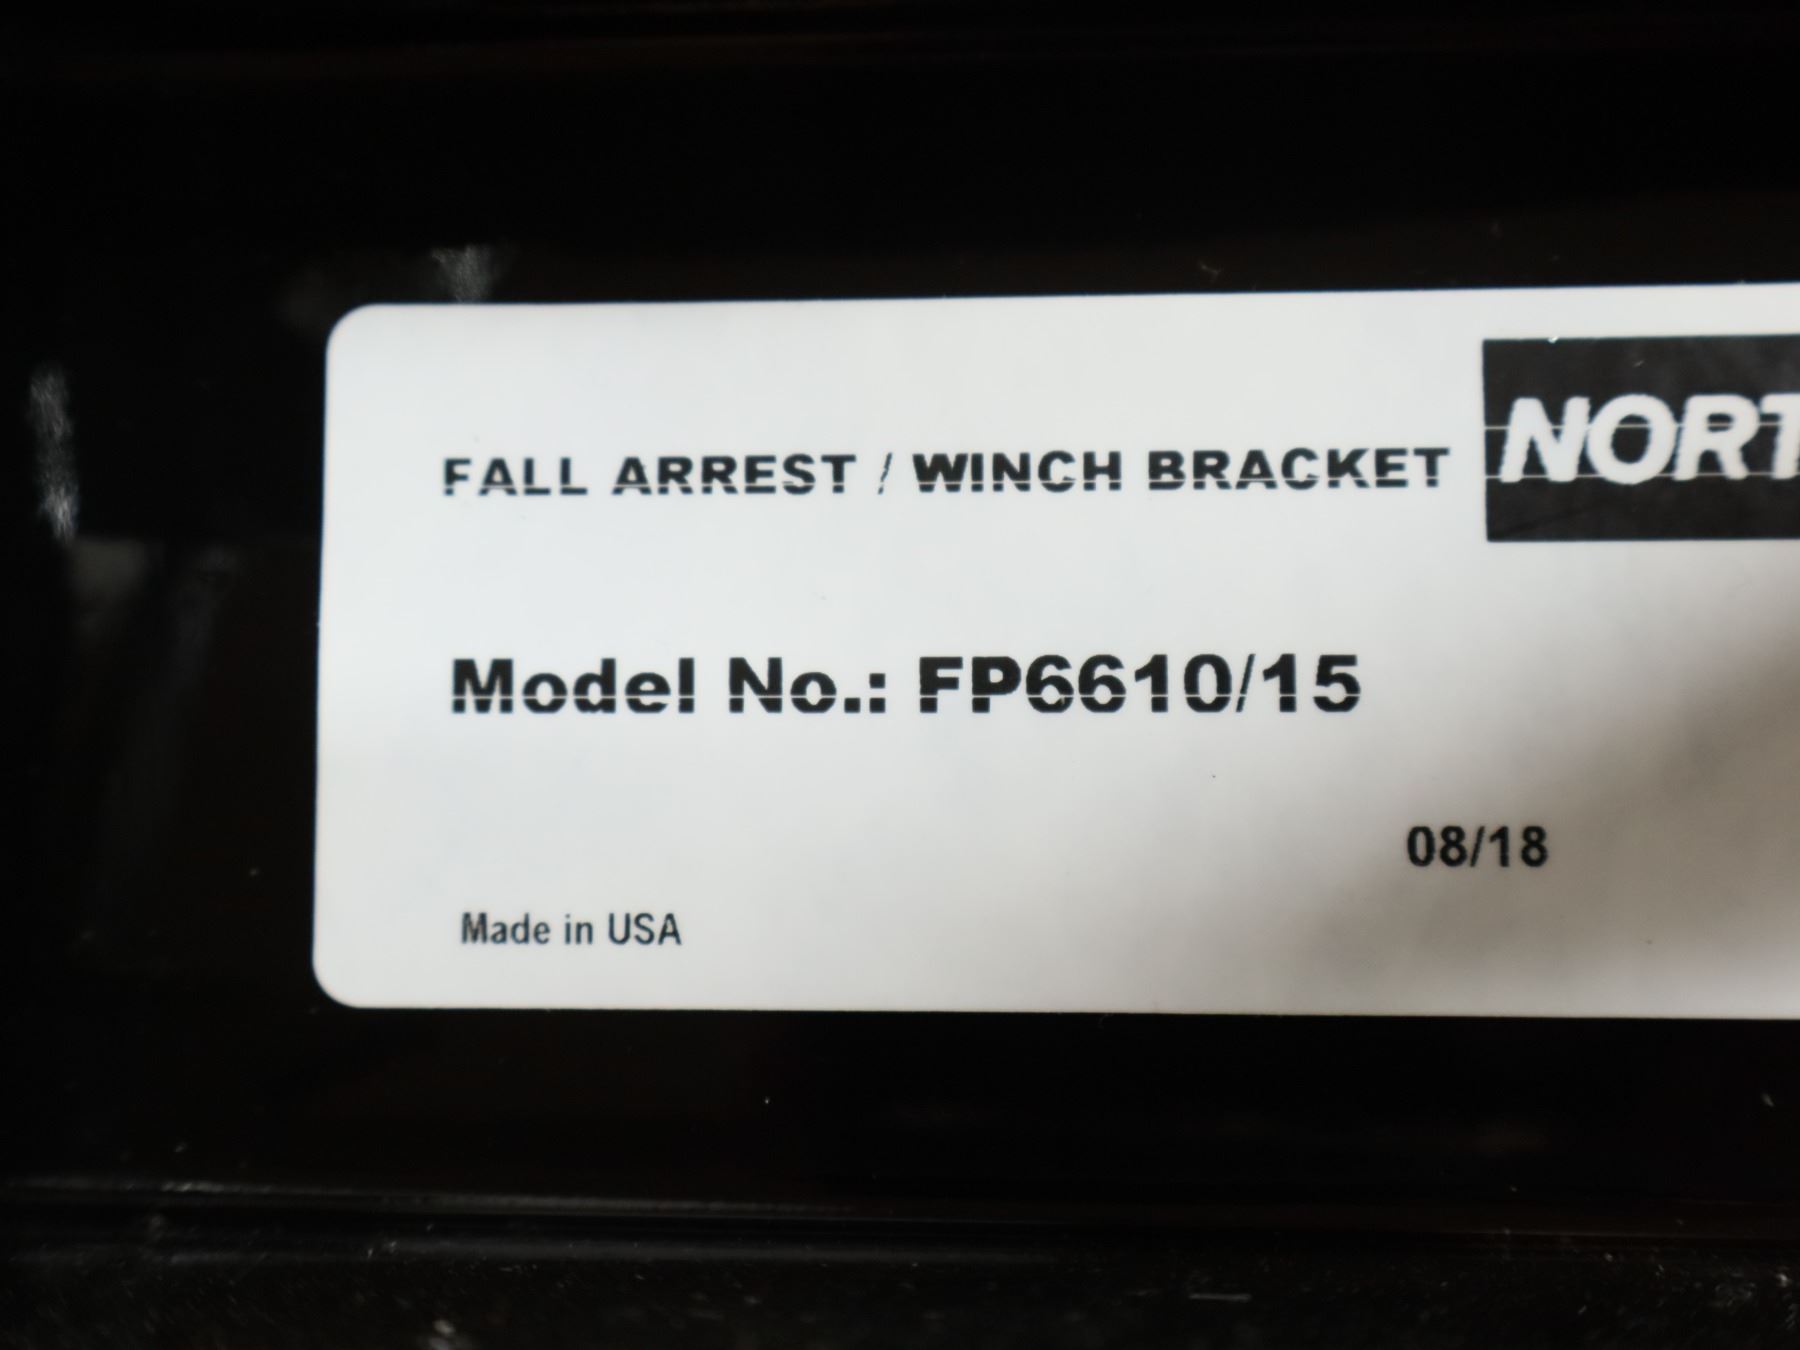 FALL ARREST / WINCH BRACKET
NORT
Model No.: FP6610/15
08/18
Made in USA